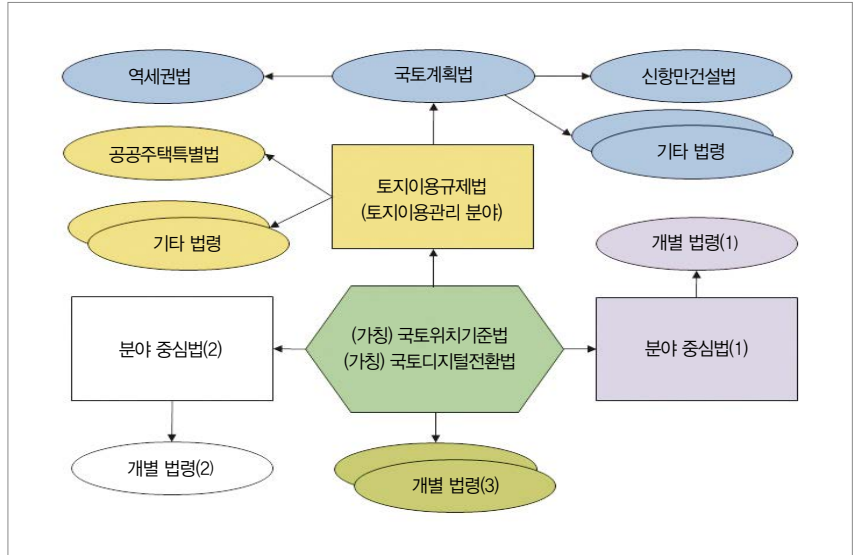 역세권법
국토계획법
신항만건설법
기타 법령
공공주택특별법
토지이용규제법
(토지이용관리 분야)
기타 법령
개별 법령(1)
분야 중심법(2)
(가칭) 국토위치기준법
(가칭) 국토디지털전환법
분야 중심법(1)
개별 법령(2)
개별 법령(3)